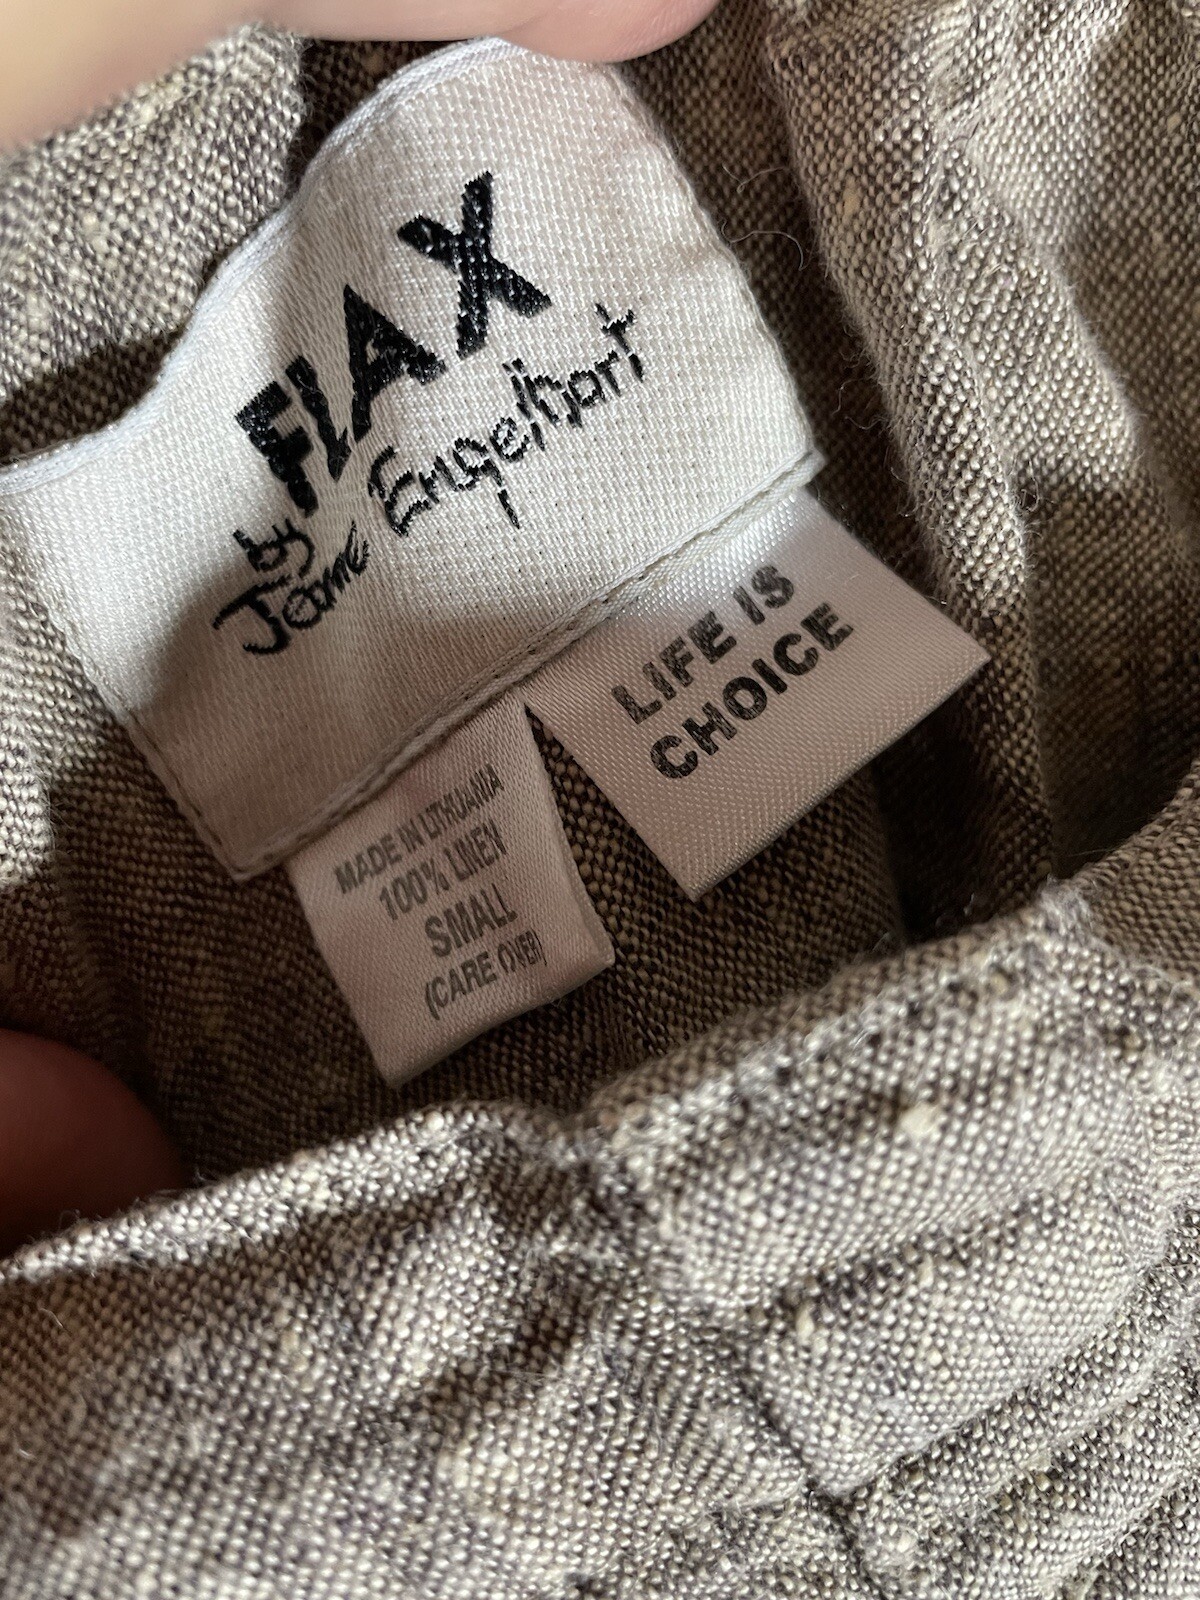 FLAX
by
Jeanne Engelhart
LIFE IS
CHOICE
MADE IN LITHUANIA
100% LINEN
SMALL
(CARE OVER)